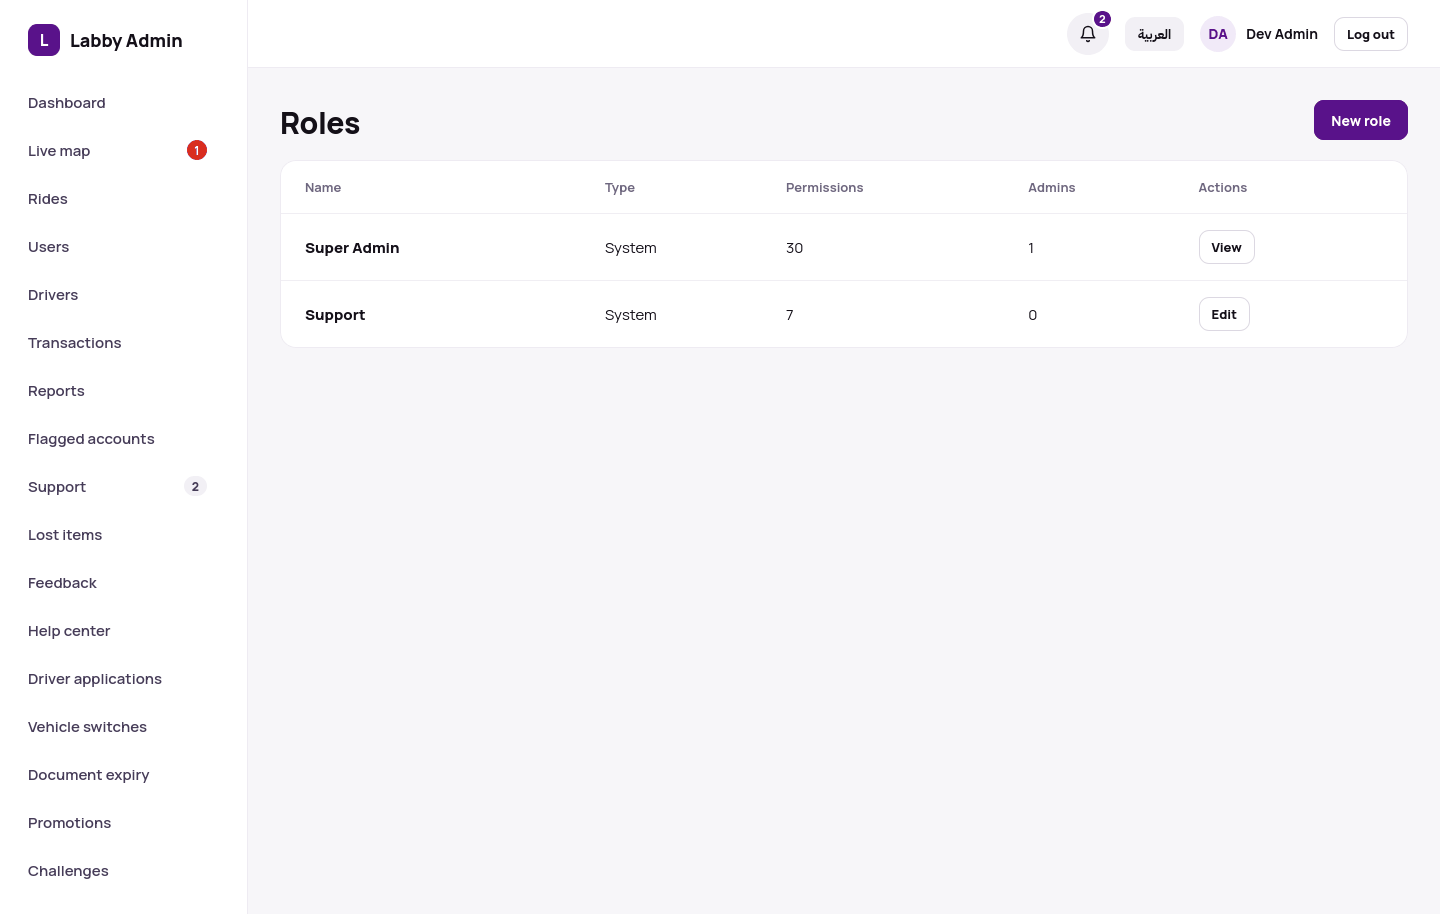 L Labby Admin
2
العربية
DA Dev Admin
Log out
Dashboard
Live map 1
Rides
Users
Drivers
Transactions
Reports
Flagged accounts
Support 2
Lost items
Feedback
Help center
Driver applications
Vehicle switches
Document expiry
Promotions
Challenges
Roles
New role
Name Type Permissions Admins Actions
Super Admin System 30 1 View
Support System 7 0 Edit